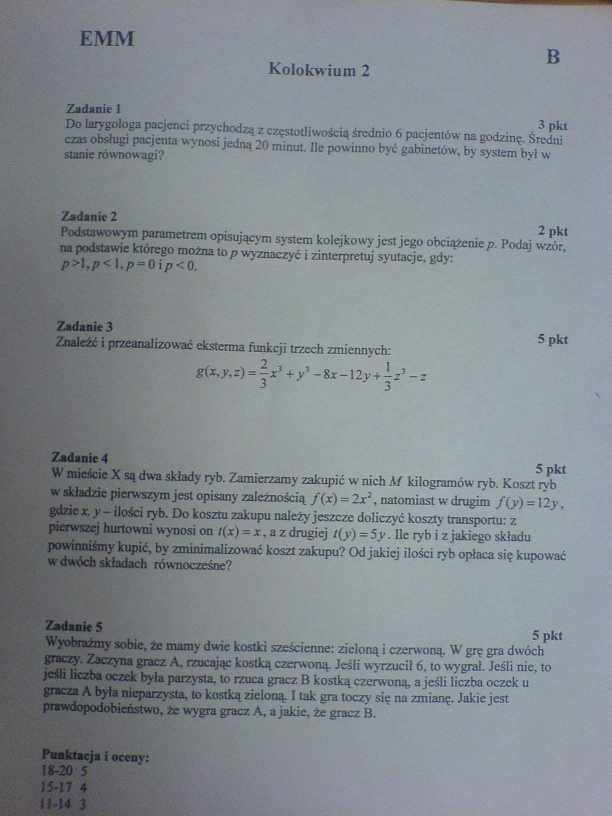 EMM
B
Kolokwium 2
Zadanie 1
3 pkt
Do larygologa pacjenci przychodzą z częstotliwością średnio 6 pacjentów na godzinę. Średni
czas obsługi pacjenta wynosi jedną 20 minut. Ile powinno być gabinetów, by system był w
stanie równowagi?
Zadanie 2
2 pkt
Podstawowym parametrem opisującym system kolejkowy jest jego obciążenie p. Podaj wzór,
na podstawie którego można to p wyznaczyć i zinterpretuj syutacje, gdy:
p >1, p < 1, p = 0 i p < 0.
Zadanie 3
5 pkt
Znaleźć i przeanalizować eksterma funkcji trzech zmiennych:
g(x, y, z) = 2/3 x³ + y³ – 8x – 12y + 1/3 z³ – z
Zadanie 4
5 pkt
W mieście X są dwa składy ryb. Zamierzamy zakupić w nich M kilogramów ryb. Koszt ryb
w składzie pierwszym jest opisany zależnością f(x) = 2x², natomiast w drugim f(y) = 12y,
gdzie x, y – ilości ryb. Do kosztu zakupu należy jeszcze doliczyć koszty transportu: z
pierwszej hurtowni wynosi on t(x) = x, a z drugiej t(y) = 5y. Ile ryb i z jakiego składu
powinniśmy kupić, by zminimalizować koszt zakupu? Od jakiej ilości ryb opłaca się kupować
w dwóch składach równocześne?
Zadanie 5
5 pkt
Wyobraźmy sobie, że mamy dwie kostki sześcienne: zieloną i czerwoną. W grę gra dwóch
graczy. Zaczyna gracz A, rzucając kostką czerwoną. Jeśli wyrzucił 6, to wygrał. Jeśli nie, to
jeśli liczba oczek była parzysta, to rzuca gracz B kostką czerwoną, a jeśli liczba oczek u
gracza A była nieparzysta, to kostką zieloną. I tak gra toczy się na zmianę. Jakie jest
prawdopodobieństwo, że wygra gracz A, a jakie, że gracz B.
Punktacja i oceny:
18-20 5
15-17 4
11-14 3